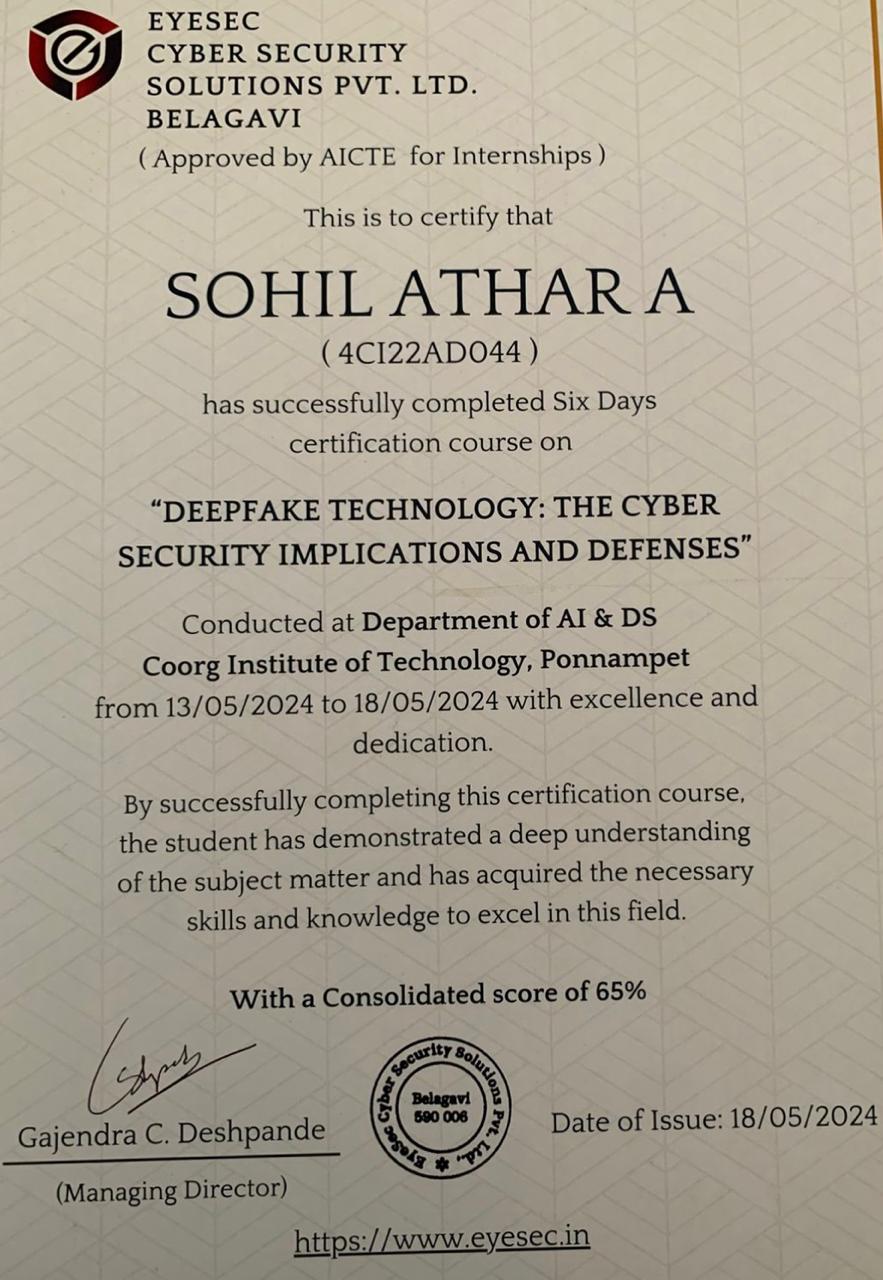 EYESEC
CYBER SECURITY
SOLUTIONS PVT. LTD.
BELAGAVI
( Approved by AICTE for Internships )
This is to certify that
SOHIL ATHAR A
( 4CI22AD044 )
has successfully completed Six Days
certification course on
“DEEPFAKE TECHNOLOGY: THE CYBER
SECURITY IMPLICATIONS AND DEFENSES”
Conducted at Department of AI & DS
Coorg Institute of Technology, Ponnampet
from 13/05/2024 to 18/05/2024 with excellence and
dedication.
By successfully completing this certification course,
the student has demonstrated a deep understanding
of the subject matter and has acquired the necessary
skills and knowledge to excel in this field.
With a Consolidated score of 65%
EyeSec Cyber Security Solutions Pvt. Ltd.,
Belagavi
590 006
Gajendra C. Deshpande
(Managing Director)
Date of Issue: 18/05/2024
https://www.eyesec.in